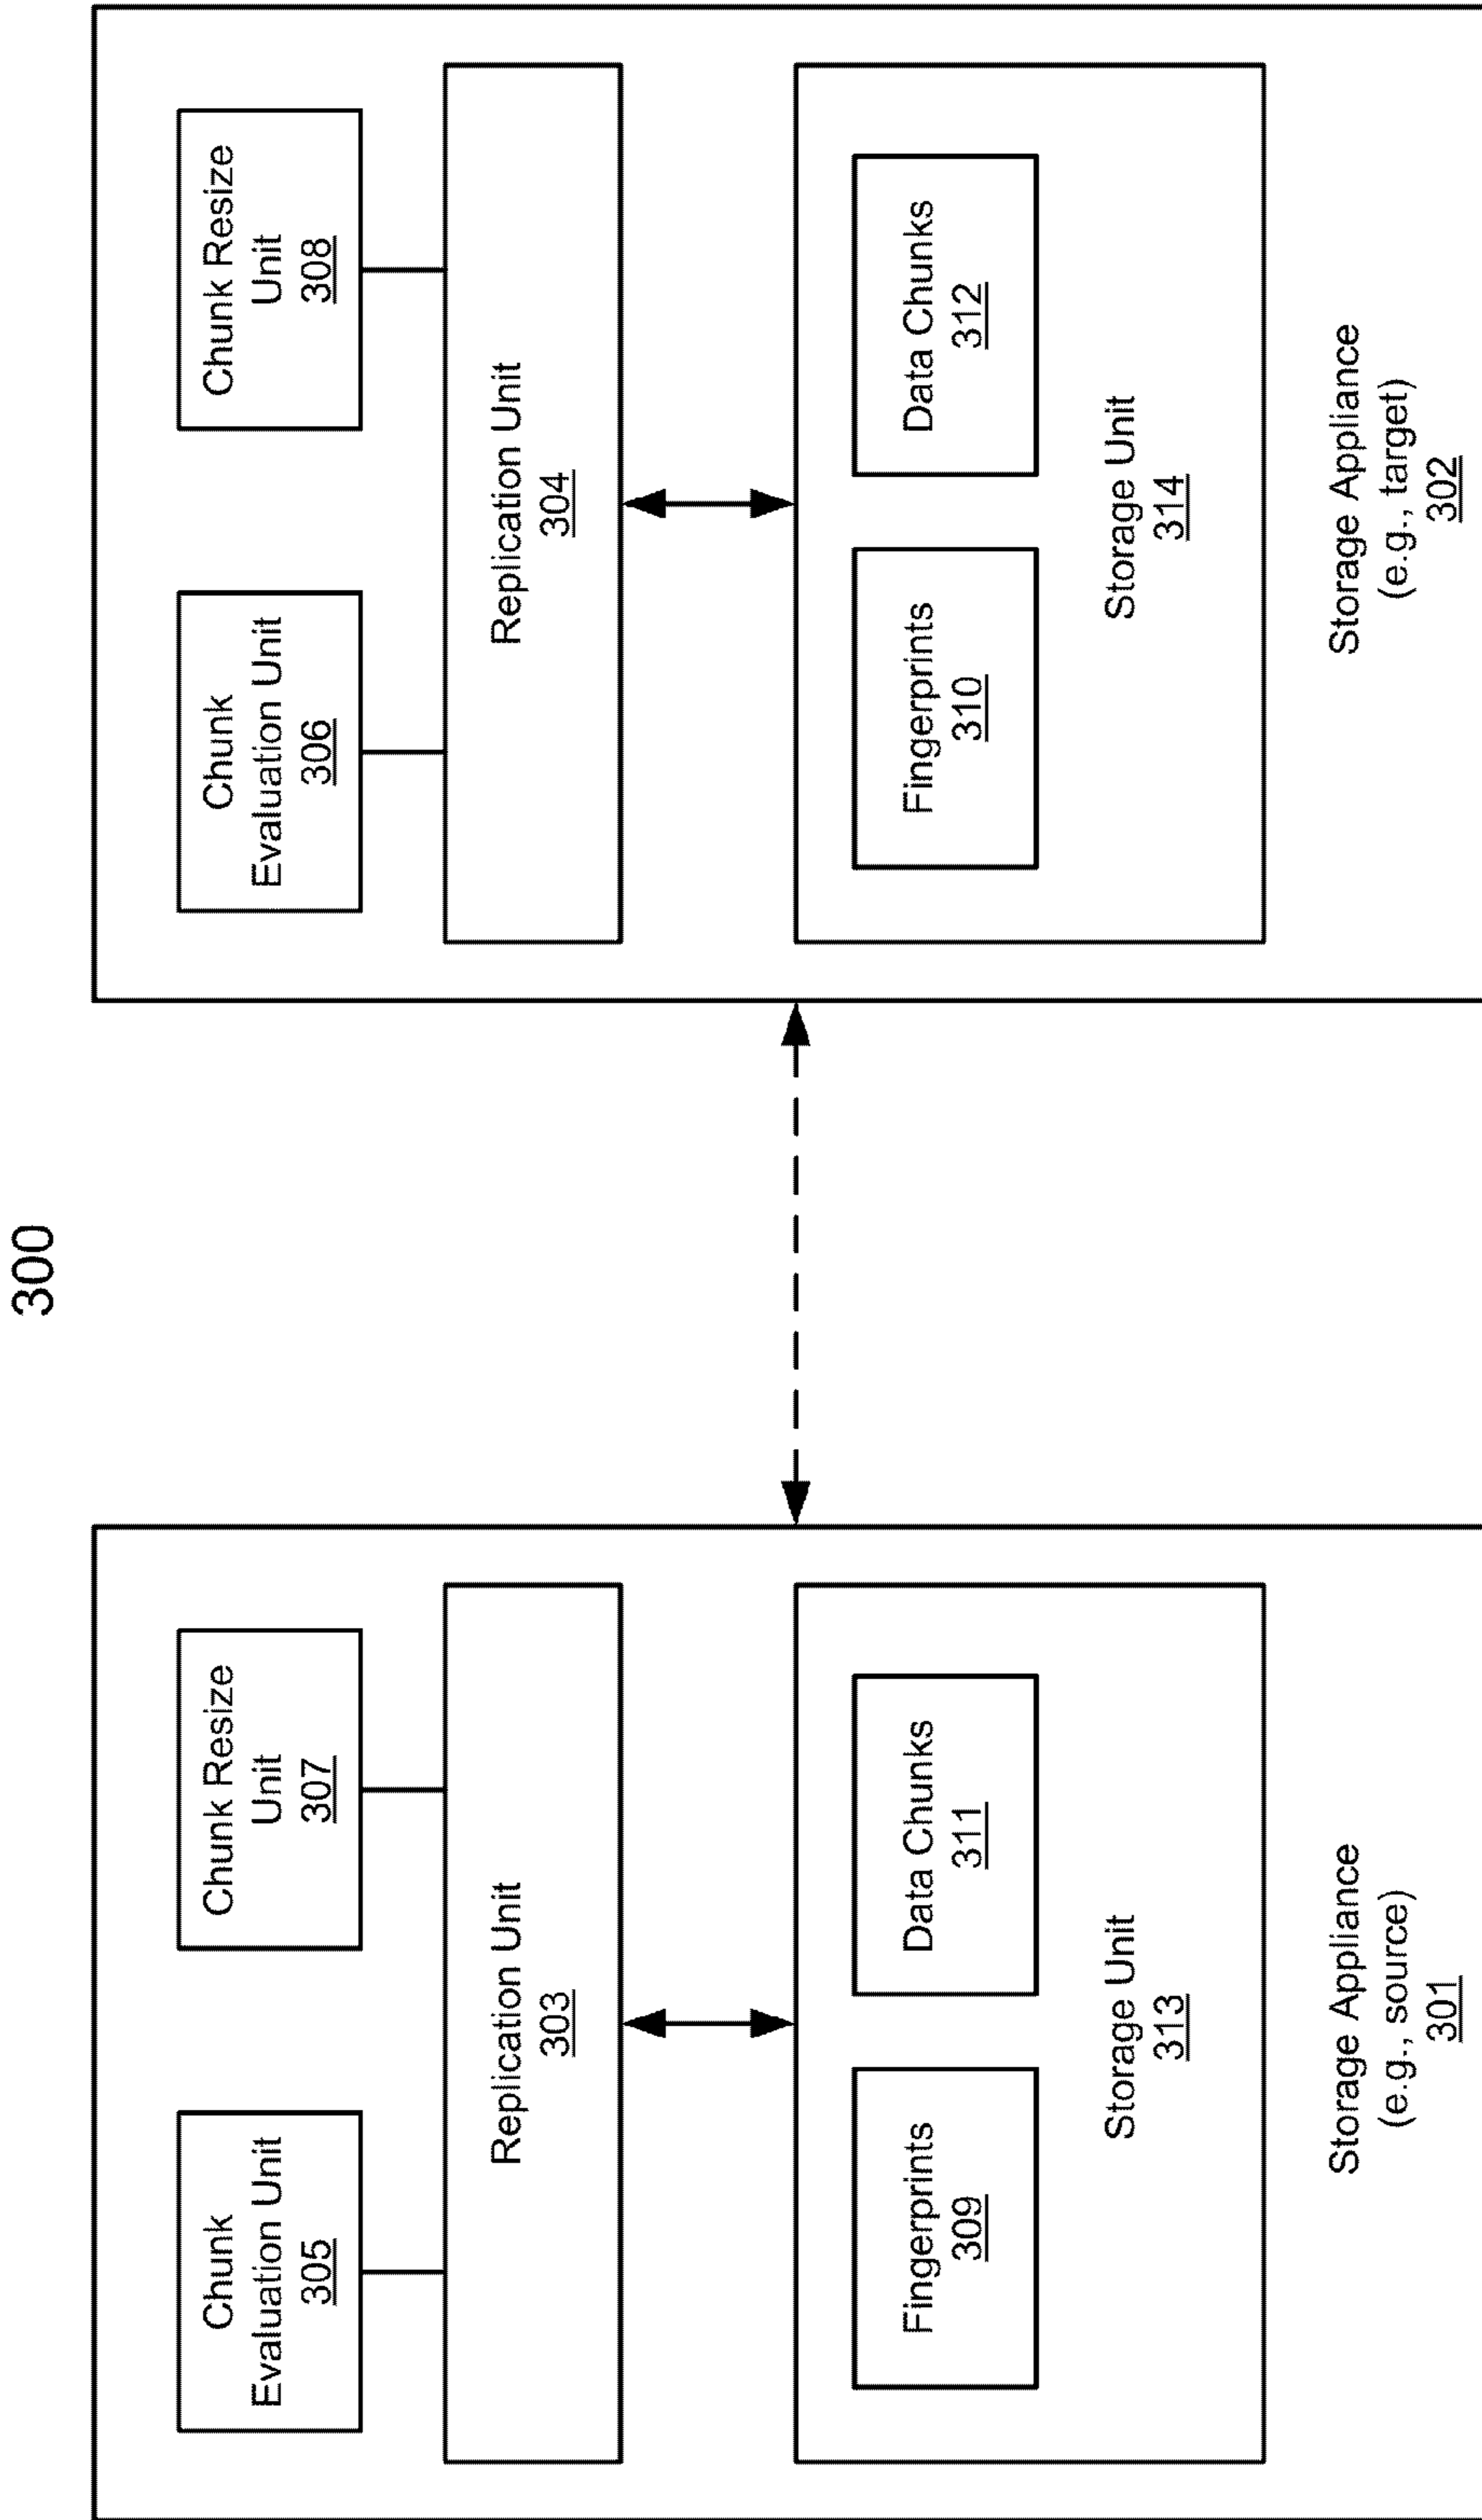 300
Chunk
Evaluation Unit
305
Chunk Resize
Unit
307
Replication Unit
303
Fingerprints
309
Data Chunks
311
Storage Unit
313
Storage Appliance
(e.g., source)
301
Chunk
Evaluation Unit
306
Chunk Resize
Unit
308
Replication Unit
304
Fingerprints
310
Data Chunks
312
Storage Unit
314
Storage Appliance
(e.g., target)
302